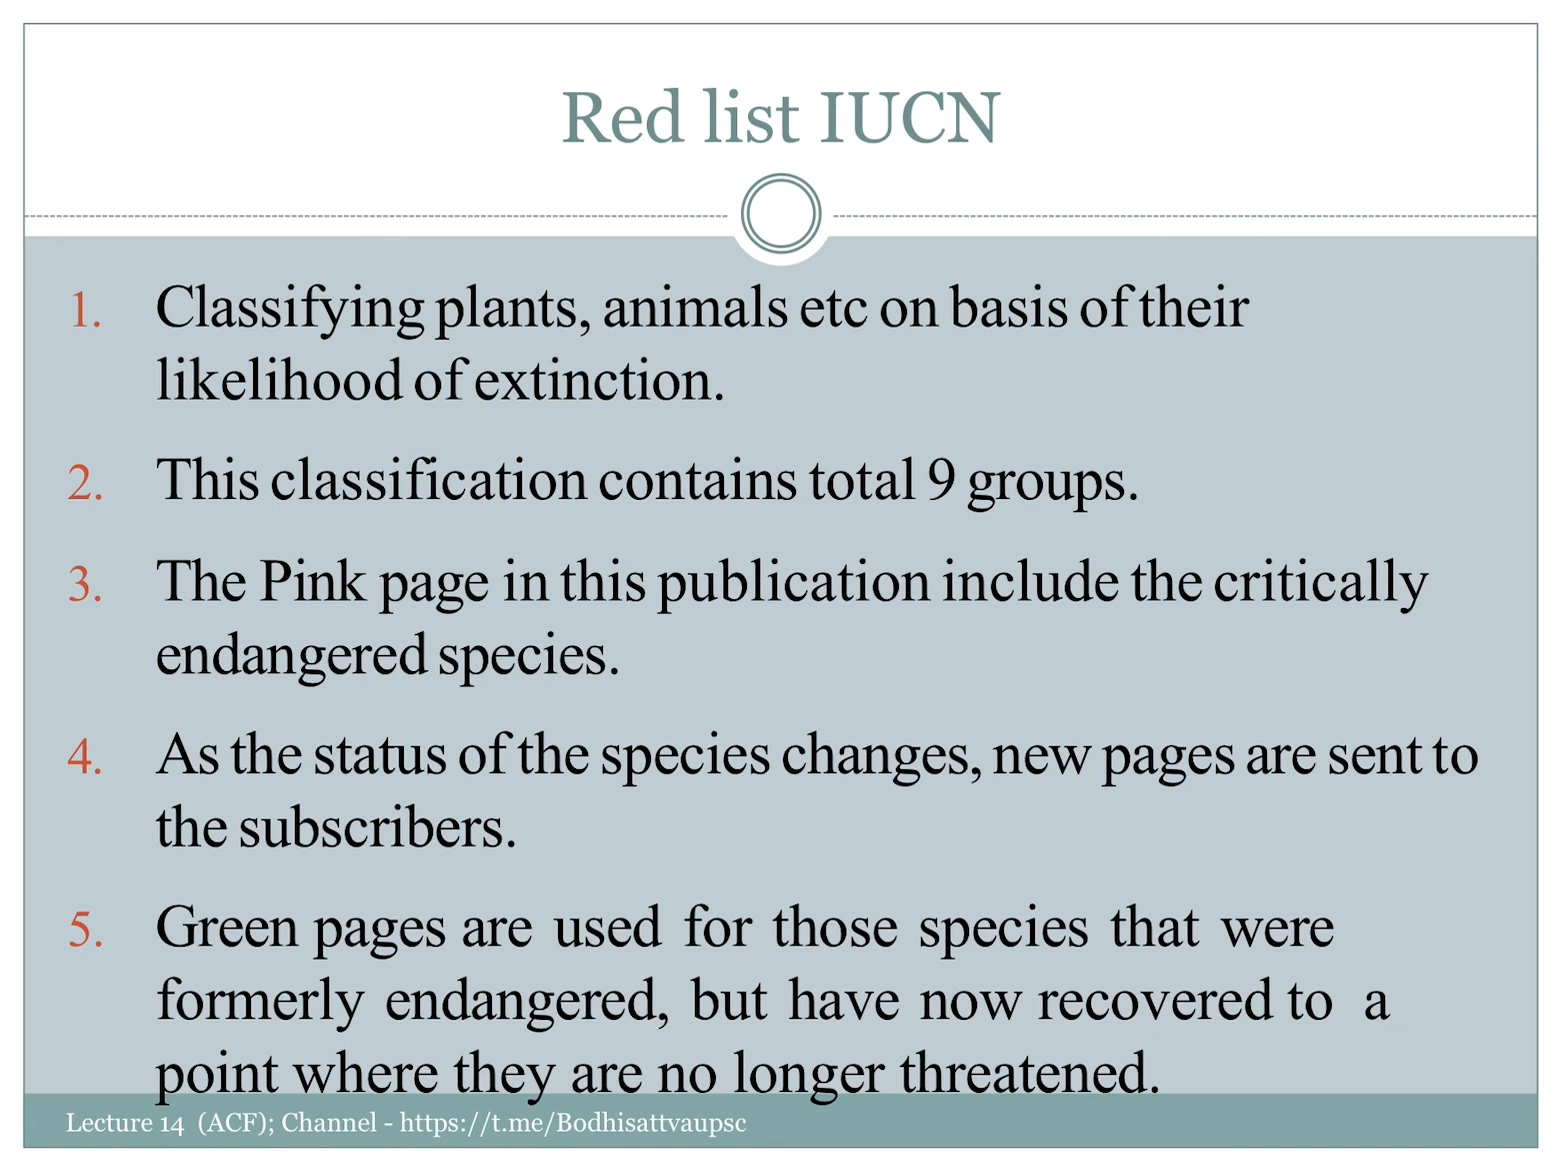 Red list IUCN
1. Classifying plants, animals etc on basis of their
likelihood of extinction.
2. This classification contains total 9 groups.
3. The Pink page in this publication include the critically
endangered species.
4. As the status of the species changes, new pages are sent to
the subscribers.
5. Green pages are used for those species that were
formerly endangered, but have now recovered to a
point where they are no longer threatened.
Lecture 14 (ACF); Channel - https://t.me/Bodhisattvaupsc